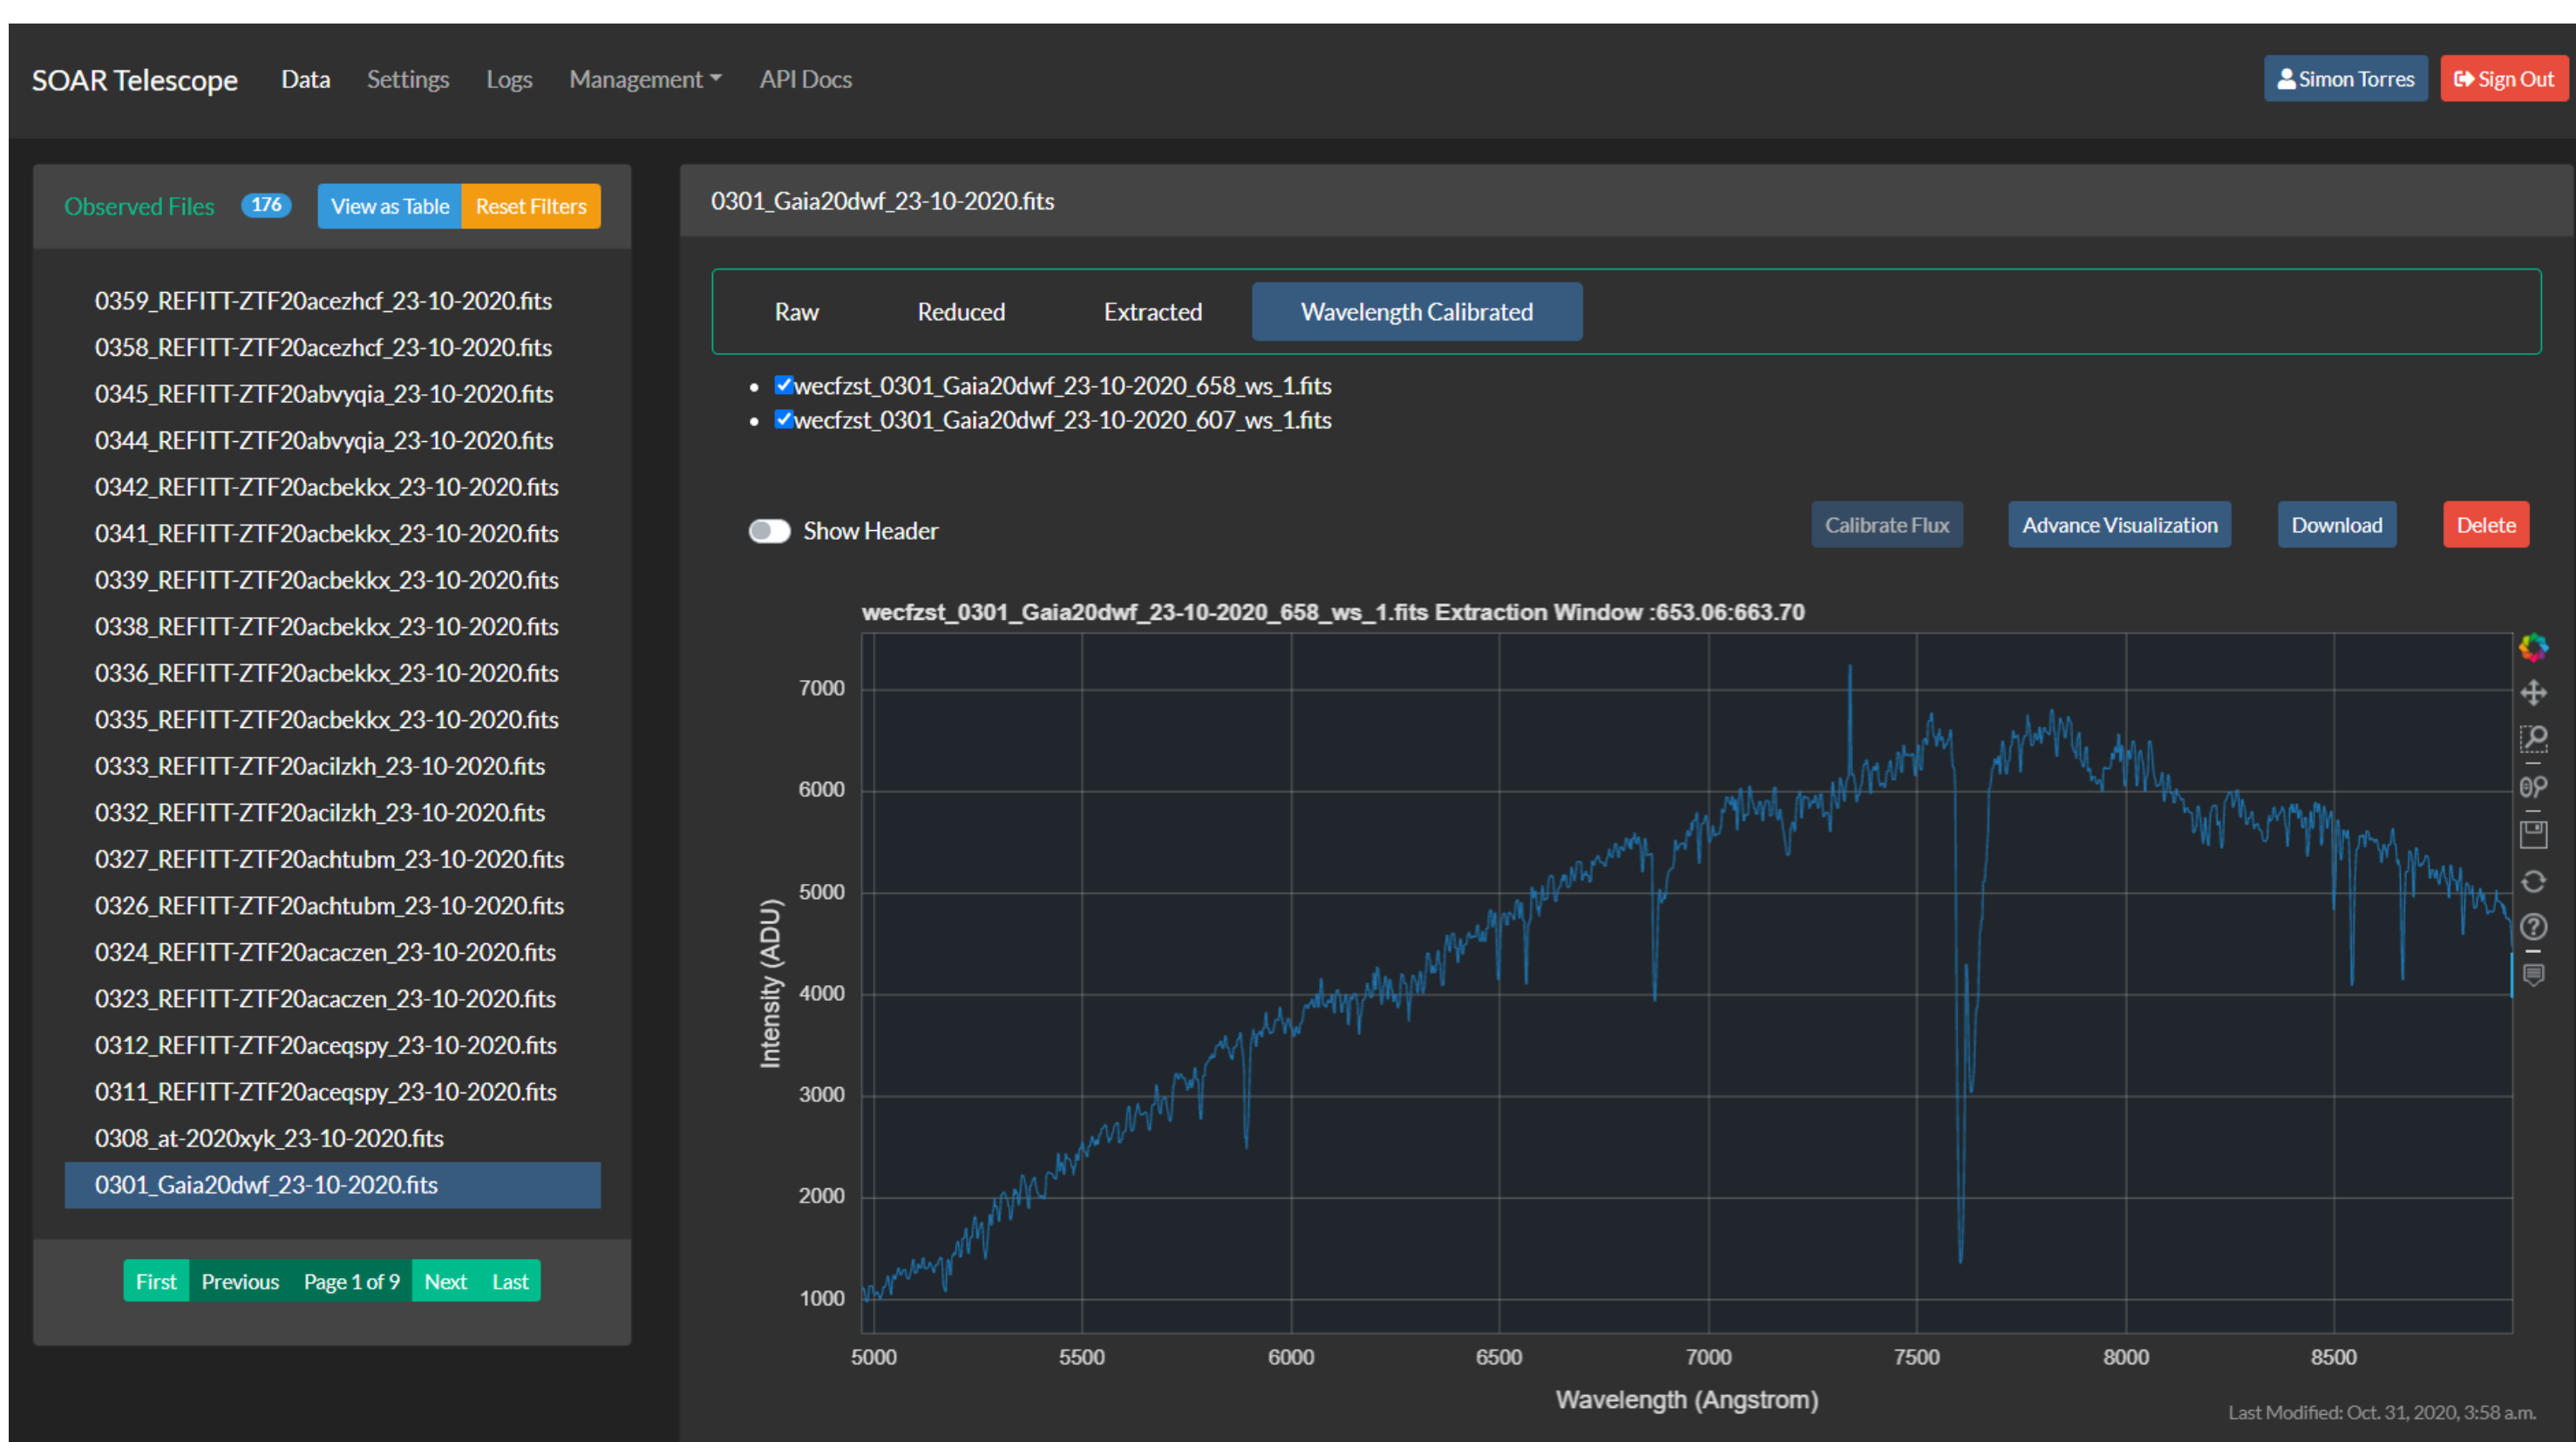 SOAR Telescope Data Settings Logs Management API Docs Simon Torres Sign Out
Observed Files 176 View as Table Reset Filters
0359_REFITT-ZTF20acezhcf_23-10-2020.fits
0358_REFITT-ZTF20acezhcf_23-10-2020.fits
0345_REFITT-ZTF20abvyqia_23-10-2020.fits
0344_REFITT-ZTF20abvyqia_23-10-2020.fits
0342_REFITT-ZTF20acbekkx_23-10-2020.fits
0341_REFITT-ZTF20acbekkx_23-10-2020.fits
0339_REFITT-ZTF20acbekkx_23-10-2020.fits
0338_REFITT-ZTF20acbekkx_23-10-2020.fits
0336_REFITT-ZTF20acbekkx_23-10-2020.fits
0335_REFITT-ZTF20acbekkx_23-10-2020.fits
0333_REFITT-ZTF20acilzkh_23-10-2020.fits
0332_REFITT-ZTF20acilzkh_23-10-2020.fits
0327_REFITT-ZTF20achtubm_23-10-2020.fits
0326_REFITT-ZTF20achtubm_23-10-2020.fits
0324_REFITT-ZTF20acaczen_23-10-2020.fits
0323_REFITT-ZTF20acaczen_23-10-2020.fits
0312_REFITT-ZTF20aceqspy_23-10-2020.fits
0311_REFITT-ZTF20aceqspy_23-10-2020.fits
0308_at-2020xyk_23-10-2020.fits
0301_Gaia20dwf_23-10-2020.fits
First Previous Page 1 of 9 Next Last
0301_Gaia20dwf_23-10-2020.fits
Raw Reduced Extracted Wavelength Calibrated
wecfzst_0301_Gaia20dwf_23-10-2020_658_ws_1.fits
wecfzst_0301_Gaia20dwf_23-10-2020_607_ws_1.fits
Show Header Calibrate Flux Advance Visualization Download Delete
wecfzst_0301_Gaia20dwf_23-10-2020_658_ws_1.fits Extraction Window :653.06:663.70
7000
6000
5000
4000
3000
2000
1000
Intensity (ADU)
5000 5500 6000 6500 7000 7500 8000 8500
Wavelength (Angstrom)
Last Modified: Oct. 31, 2020, 3:58 a.m.